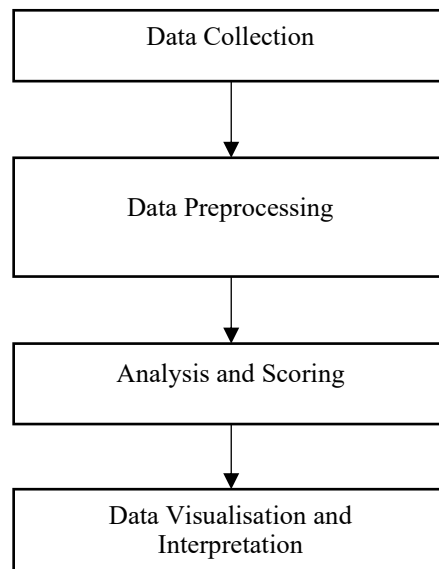 Data Collection
Data Preprocessing
Analysis and Scoring
Data Visualisation and
Interpretation